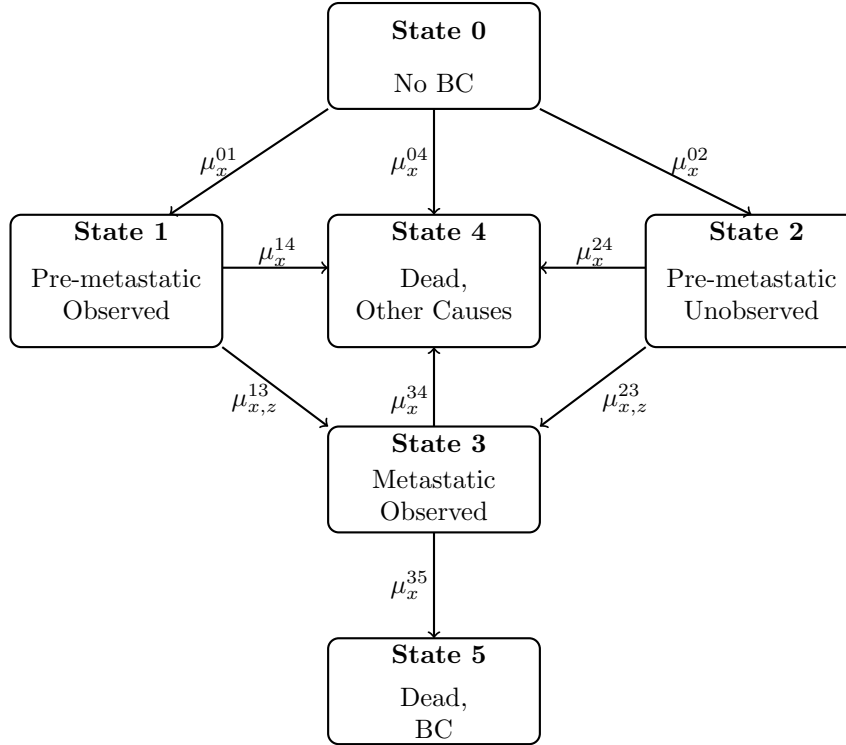 State 0
No BC
μ_x^{01}
μ_x^{04}
μ_x^{02}
State 1
Pre-metastatic
Observed
μ_x^{14}
State 4
Dead,
Other Causes
μ_x^{24}
State 2
Pre-metastatic
Unobserved
μ_{x,z}^{13}
μ_x^{34}
μ_{x,z}^{23}
State 3
Metastatic
Observed
μ_x^{35}
State 5
Dead,
BC